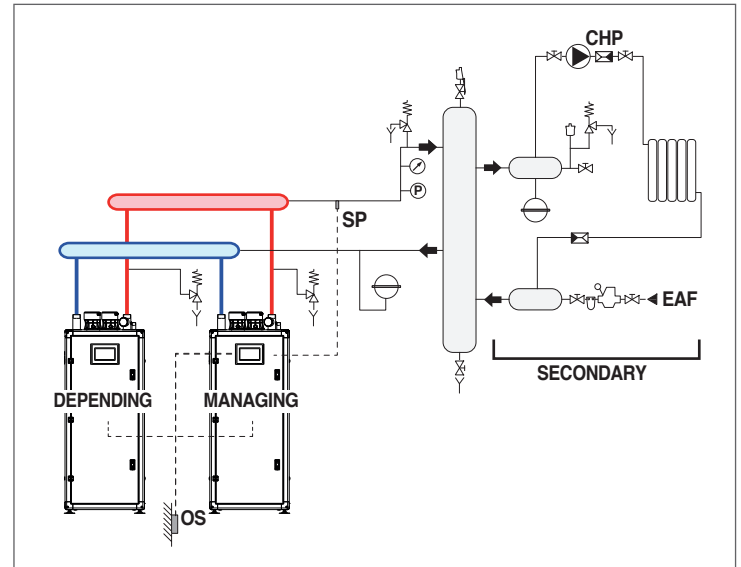 CHP
P
SP
EAF
SECONDARY
DEPENDING
MANAGING
OS